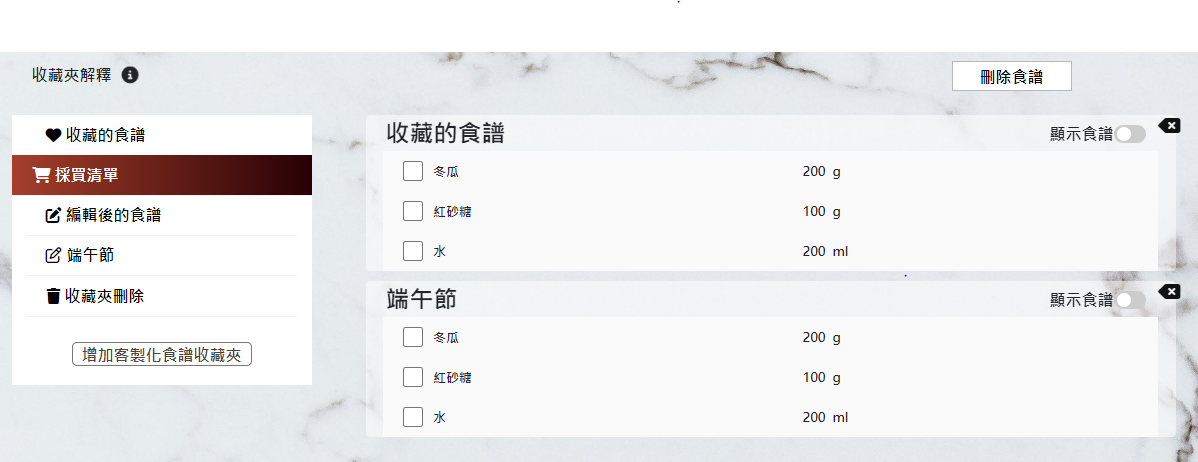 收藏夾解釋
刪除食譜
收藏的食譜
採買清單
編輯後的食譜
端午節
收藏夾刪除
增加客製化食譜收藏夾
收藏的食譜 顯示食譜
冬瓜 200 g
紅砂糖 100 g
水 200 ml
端午節 顯示食譜
冬瓜 200 g
紅砂糖 100 g
水 200 ml